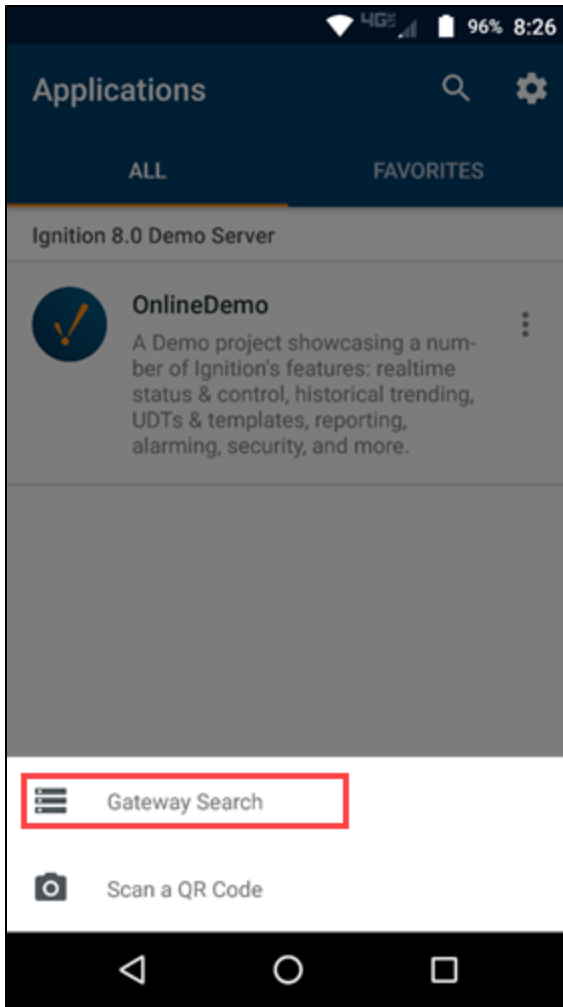 4GE 96% 8:26
Applications
ALL FAVORITES
Ignition 8.0 Demo Server
OnlineDemo
A Demo project showcasing a num-
ber of Ignition's features: realtime
status & control, historical trending,
UDTs & templates, reporting,
alarming, security, and more.
Gateway Search
Scan a QR Code